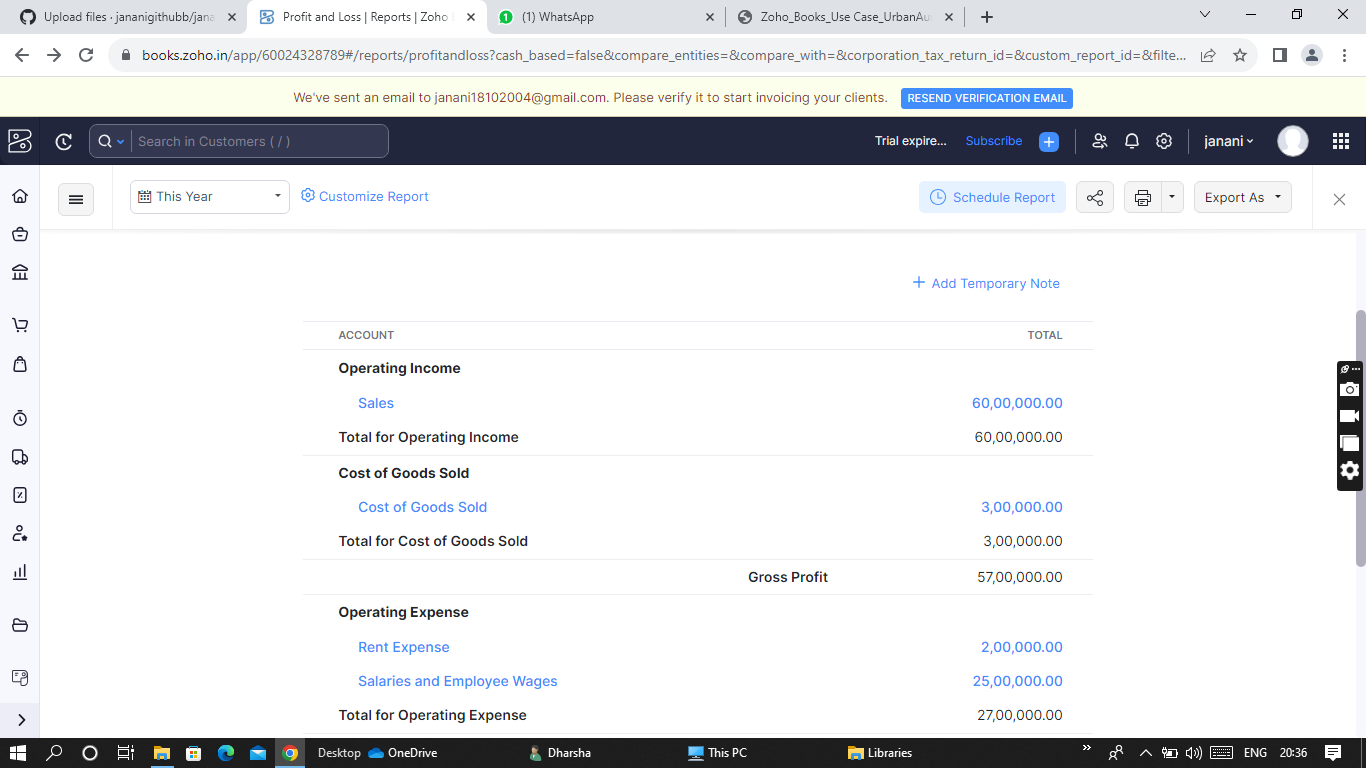 Upload files · jananigithubb/jana
Profit and Loss | Reports | Zoho
(1) WhatsApp
Zoho_Books_Use Case_UrbanAu
books.zoho.in/app/60024328789#/reports/profitandloss?cash_based=false&compare_entities=&compare_with=&corporation_tax_return_id=&custom_report_id=&filte...
We've sent an email to janani18102004@gmail.com. Please verify it to start invoicing your clients. RESEND VERIFICATION EMAIL
Search in Customers ( / ) Trial expire... Subscribe janani
This Year Customize Report Schedule Report Export As
Add Temporary Note
ACCOUNT TOTAL
Operating Income
Sales 60,00,000.00
Total for Operating Income 60,00,000.00
Cost of Goods Sold
Cost of Goods Sold 3,00,000.00
Total for Cost of Goods Sold 3,00,000.00
Gross Profit 57,00,000.00
Operating Expense
Rent Expense 2,00,000.00
Salaries and Employee Wages 25,00,000.00
Total for Operating Expense 27,00,000.00
Desktop OneDrive Dharsha This PC Libraries ENG 20:36